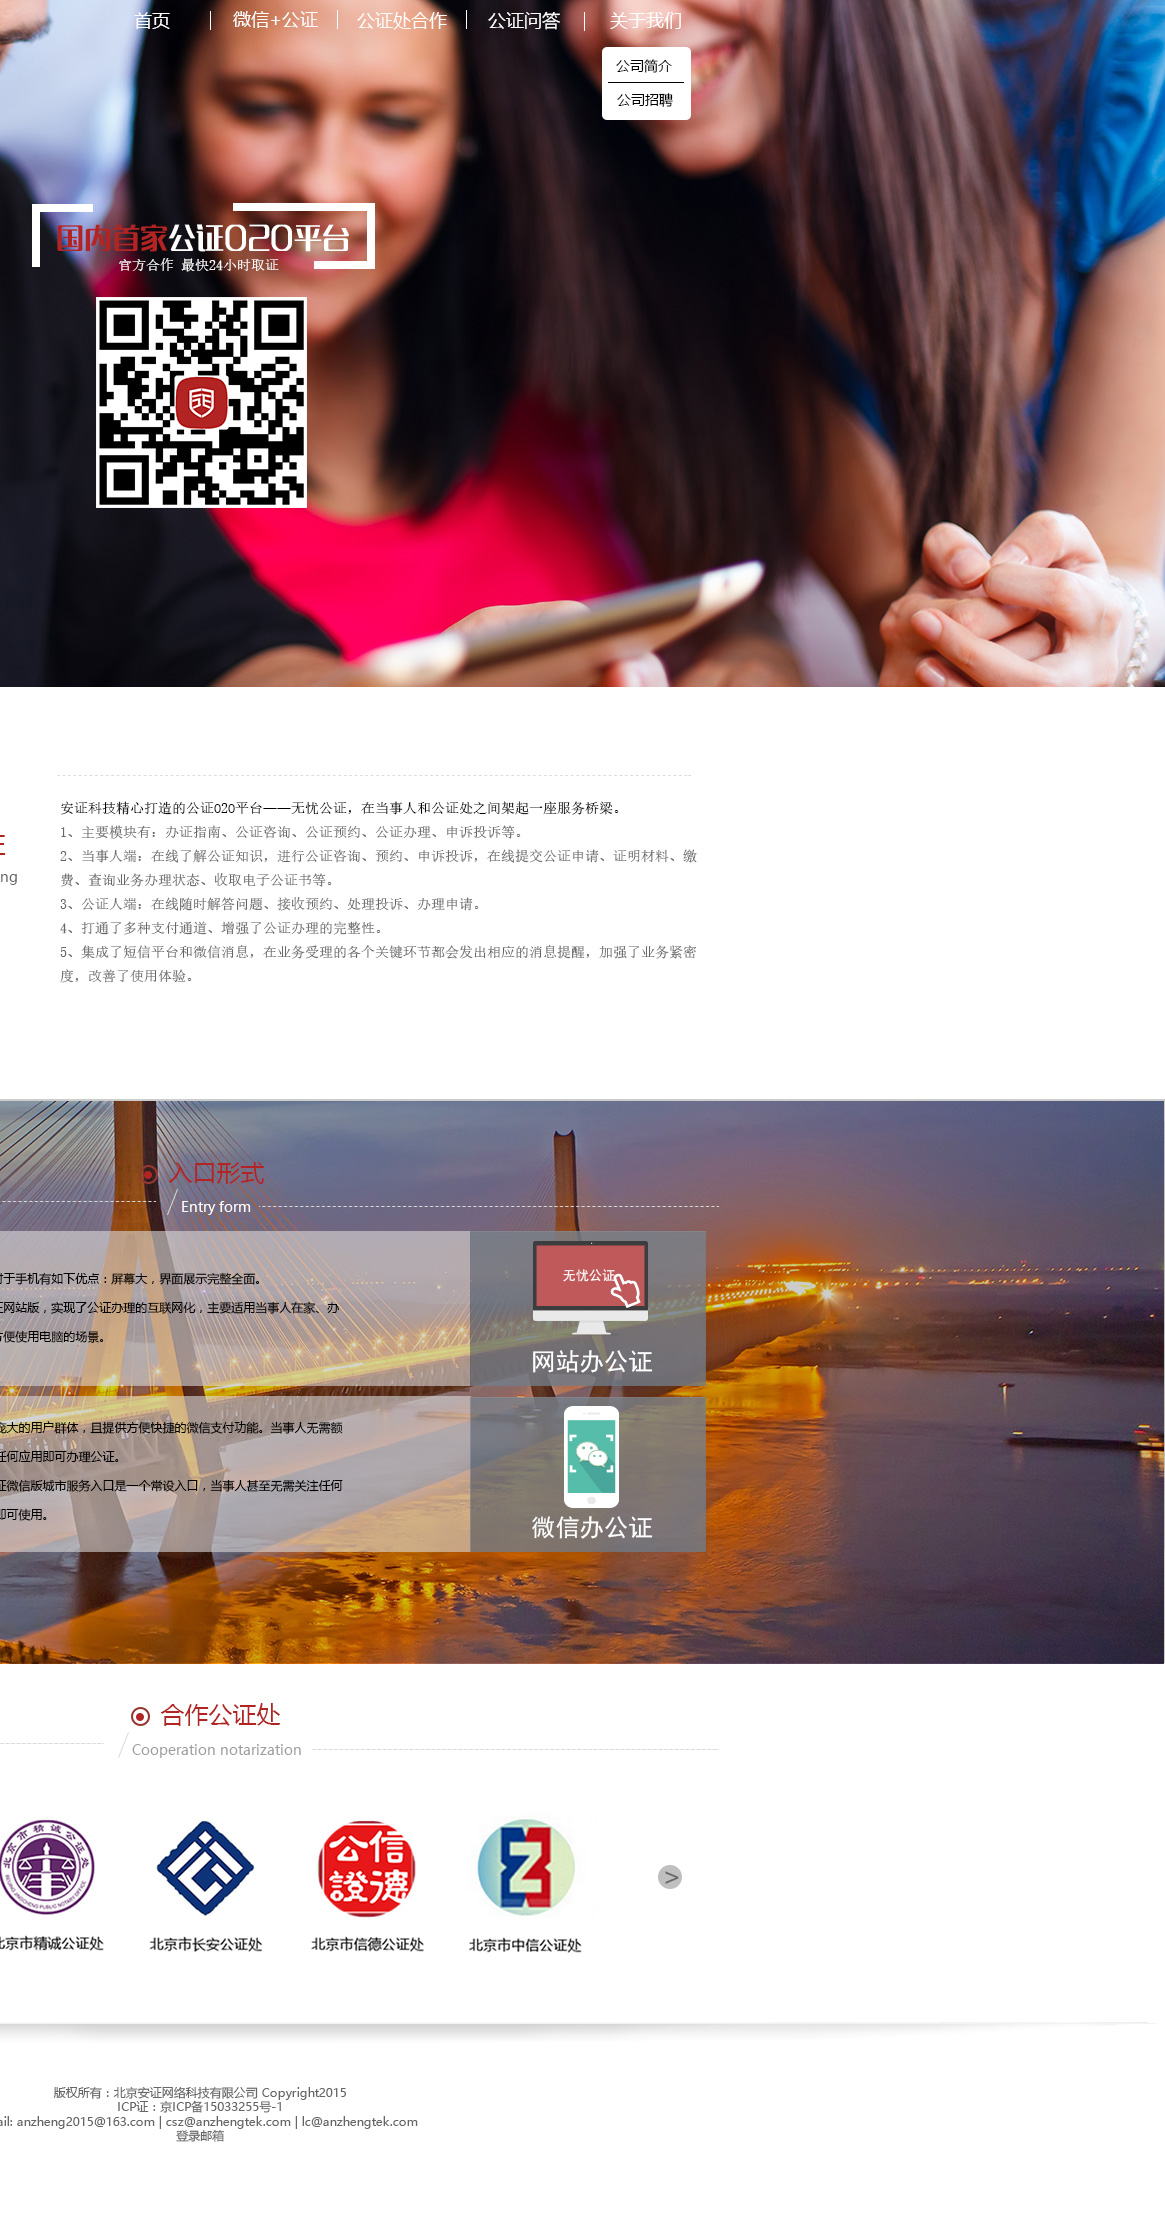 首页
微信+公证
公证处合作
公证问答
关于我们
公司简介
公司招聘
国内首家公证O2O平台
官方合作 最快24小时取证
安证科技精心打造的公证O2O平台——无忧公证，在当事人和公证处之间架起一座服务桥梁。
1、主要模块有：办证指南、公证咨询、公证预约、公证办理、申诉投诉等。
证
ng
2、当事人端：在线了解公证知识，进行公证咨询、预约、申诉投诉，在线提交公证申请、证明材料、缴
费、查询业务办理状态、收取电子公证书等。
3、公证人端：在线随时解答问题、接收预约、处理投诉、办理申请。
4、打通了多种支付通道、增强了公证办理的完整性。
5、集成了短信平台和微信消息，在业务受理的各个关键环节都会发出相应的消息提醒，加强了业务紧密
度，改善了使用体验。
入口形式
Entry form
对于手机有如下优点：屏幕大，界面展示完整全面。
证网站版，实现了公证办理的互联网化，主要适用当事人在家、办
方便使用电脑的场景。
无忧公证
网站办公证
庞大的用户群体，且提供方便快捷的微信支付功能。当事人无需额
任何应用即可办理公证。
证微信版城市服务入口是一个常设入口，当事人甚至无需关注任何
即可使用。
微信办公证
合作公证处
Cooperation notarization
北京市精诚公证处
公信
證德
>
北京市精诚公证处
北京市长安公证处
北京市信德公证处
北京市中信公证处
版权所有：北京安证网络科技有限公司 Copyright2015
ICP证：京ICP备15033255号-1
ail: anzheng2015@163.com | csz@anzhengtek.com | lc@anzhengtek.com
登录邮箱